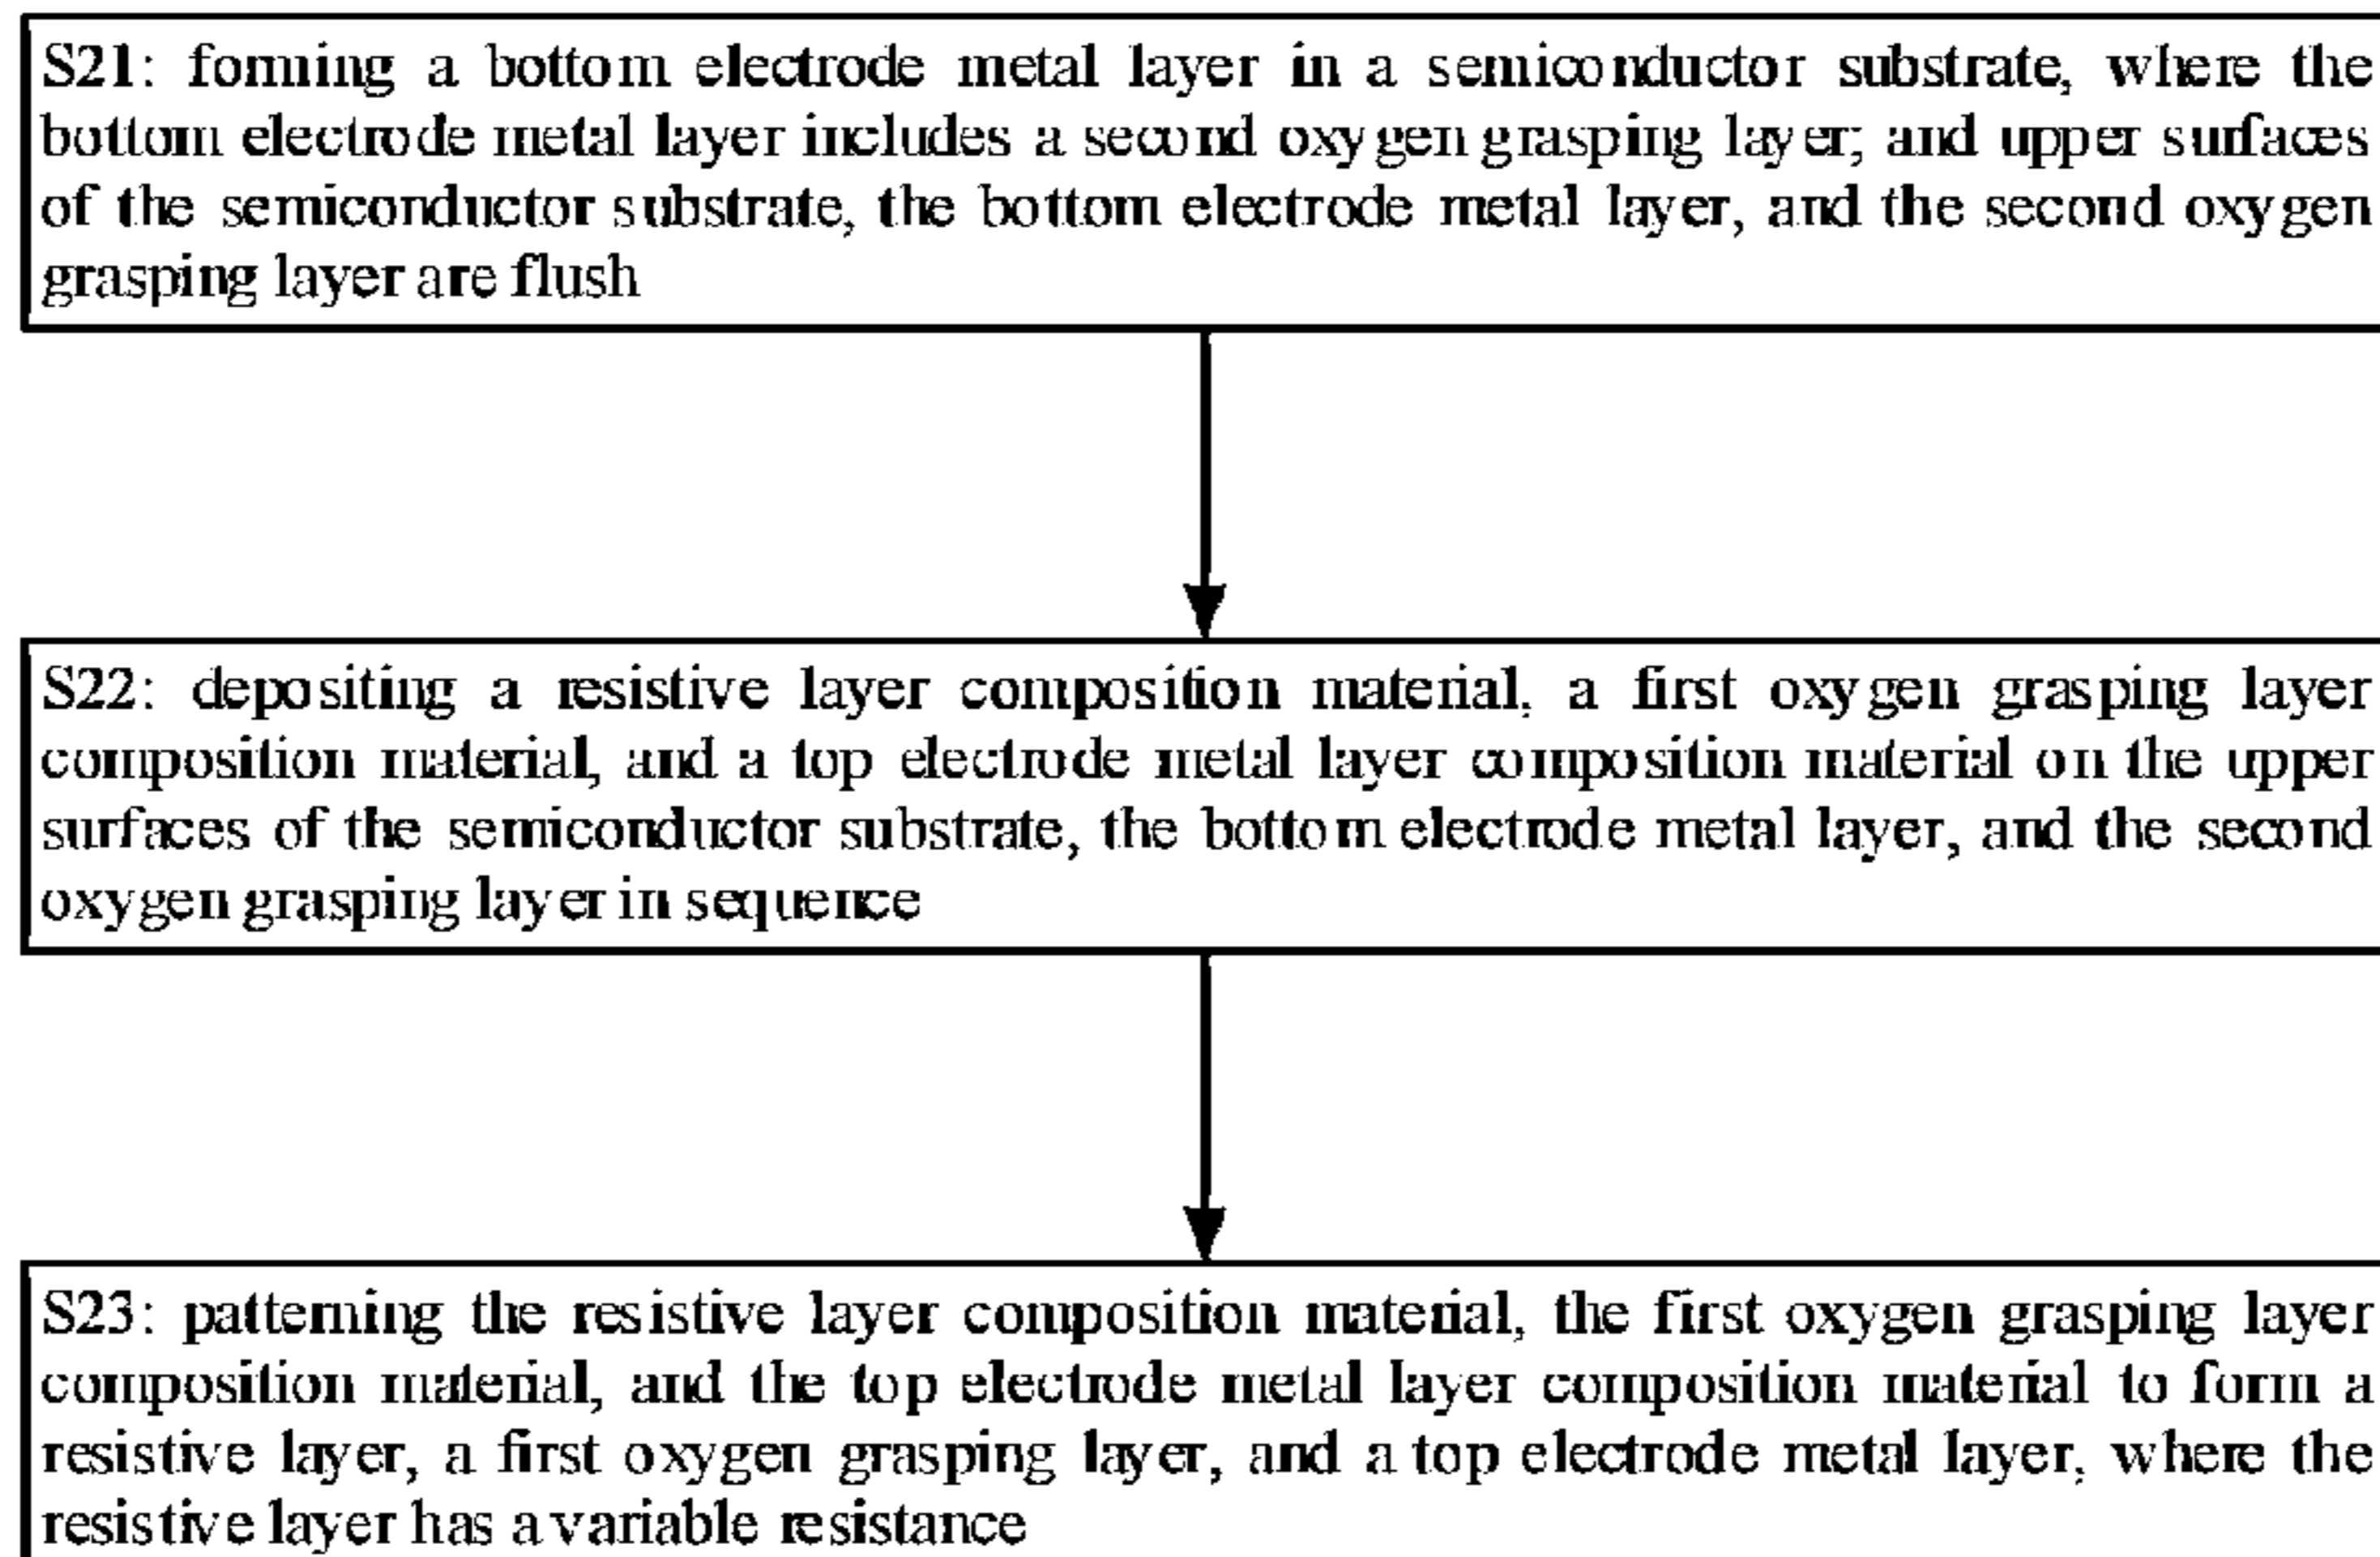 S21: forming a bottom electrode metal layer in a semiconductor substrate, where the
bottom electrode metal layer includes a second oxygen grasping layer; and upper surfaces
of the semiconductor substrate, the bottom electrode metal layer, and the second oxygen
grasping layer are flush
S22: depositing a resistive layer composition material, a first oxygen grasping layer
composition material, and a top electrode metal layer composition material on the upper
surfaces of the semiconductor substrate, the bottom electrode metal layer, and the second
oxygen grasping layer in sequence
S23: patterning the resistive layer composition material, the first oxygen grasping layer
composition material, and the top electrode metal layer composition material to form a
resistive layer, a first oxygen grasping layer, and a top electrode metal layer, where the
resistive layer has a variable resistance